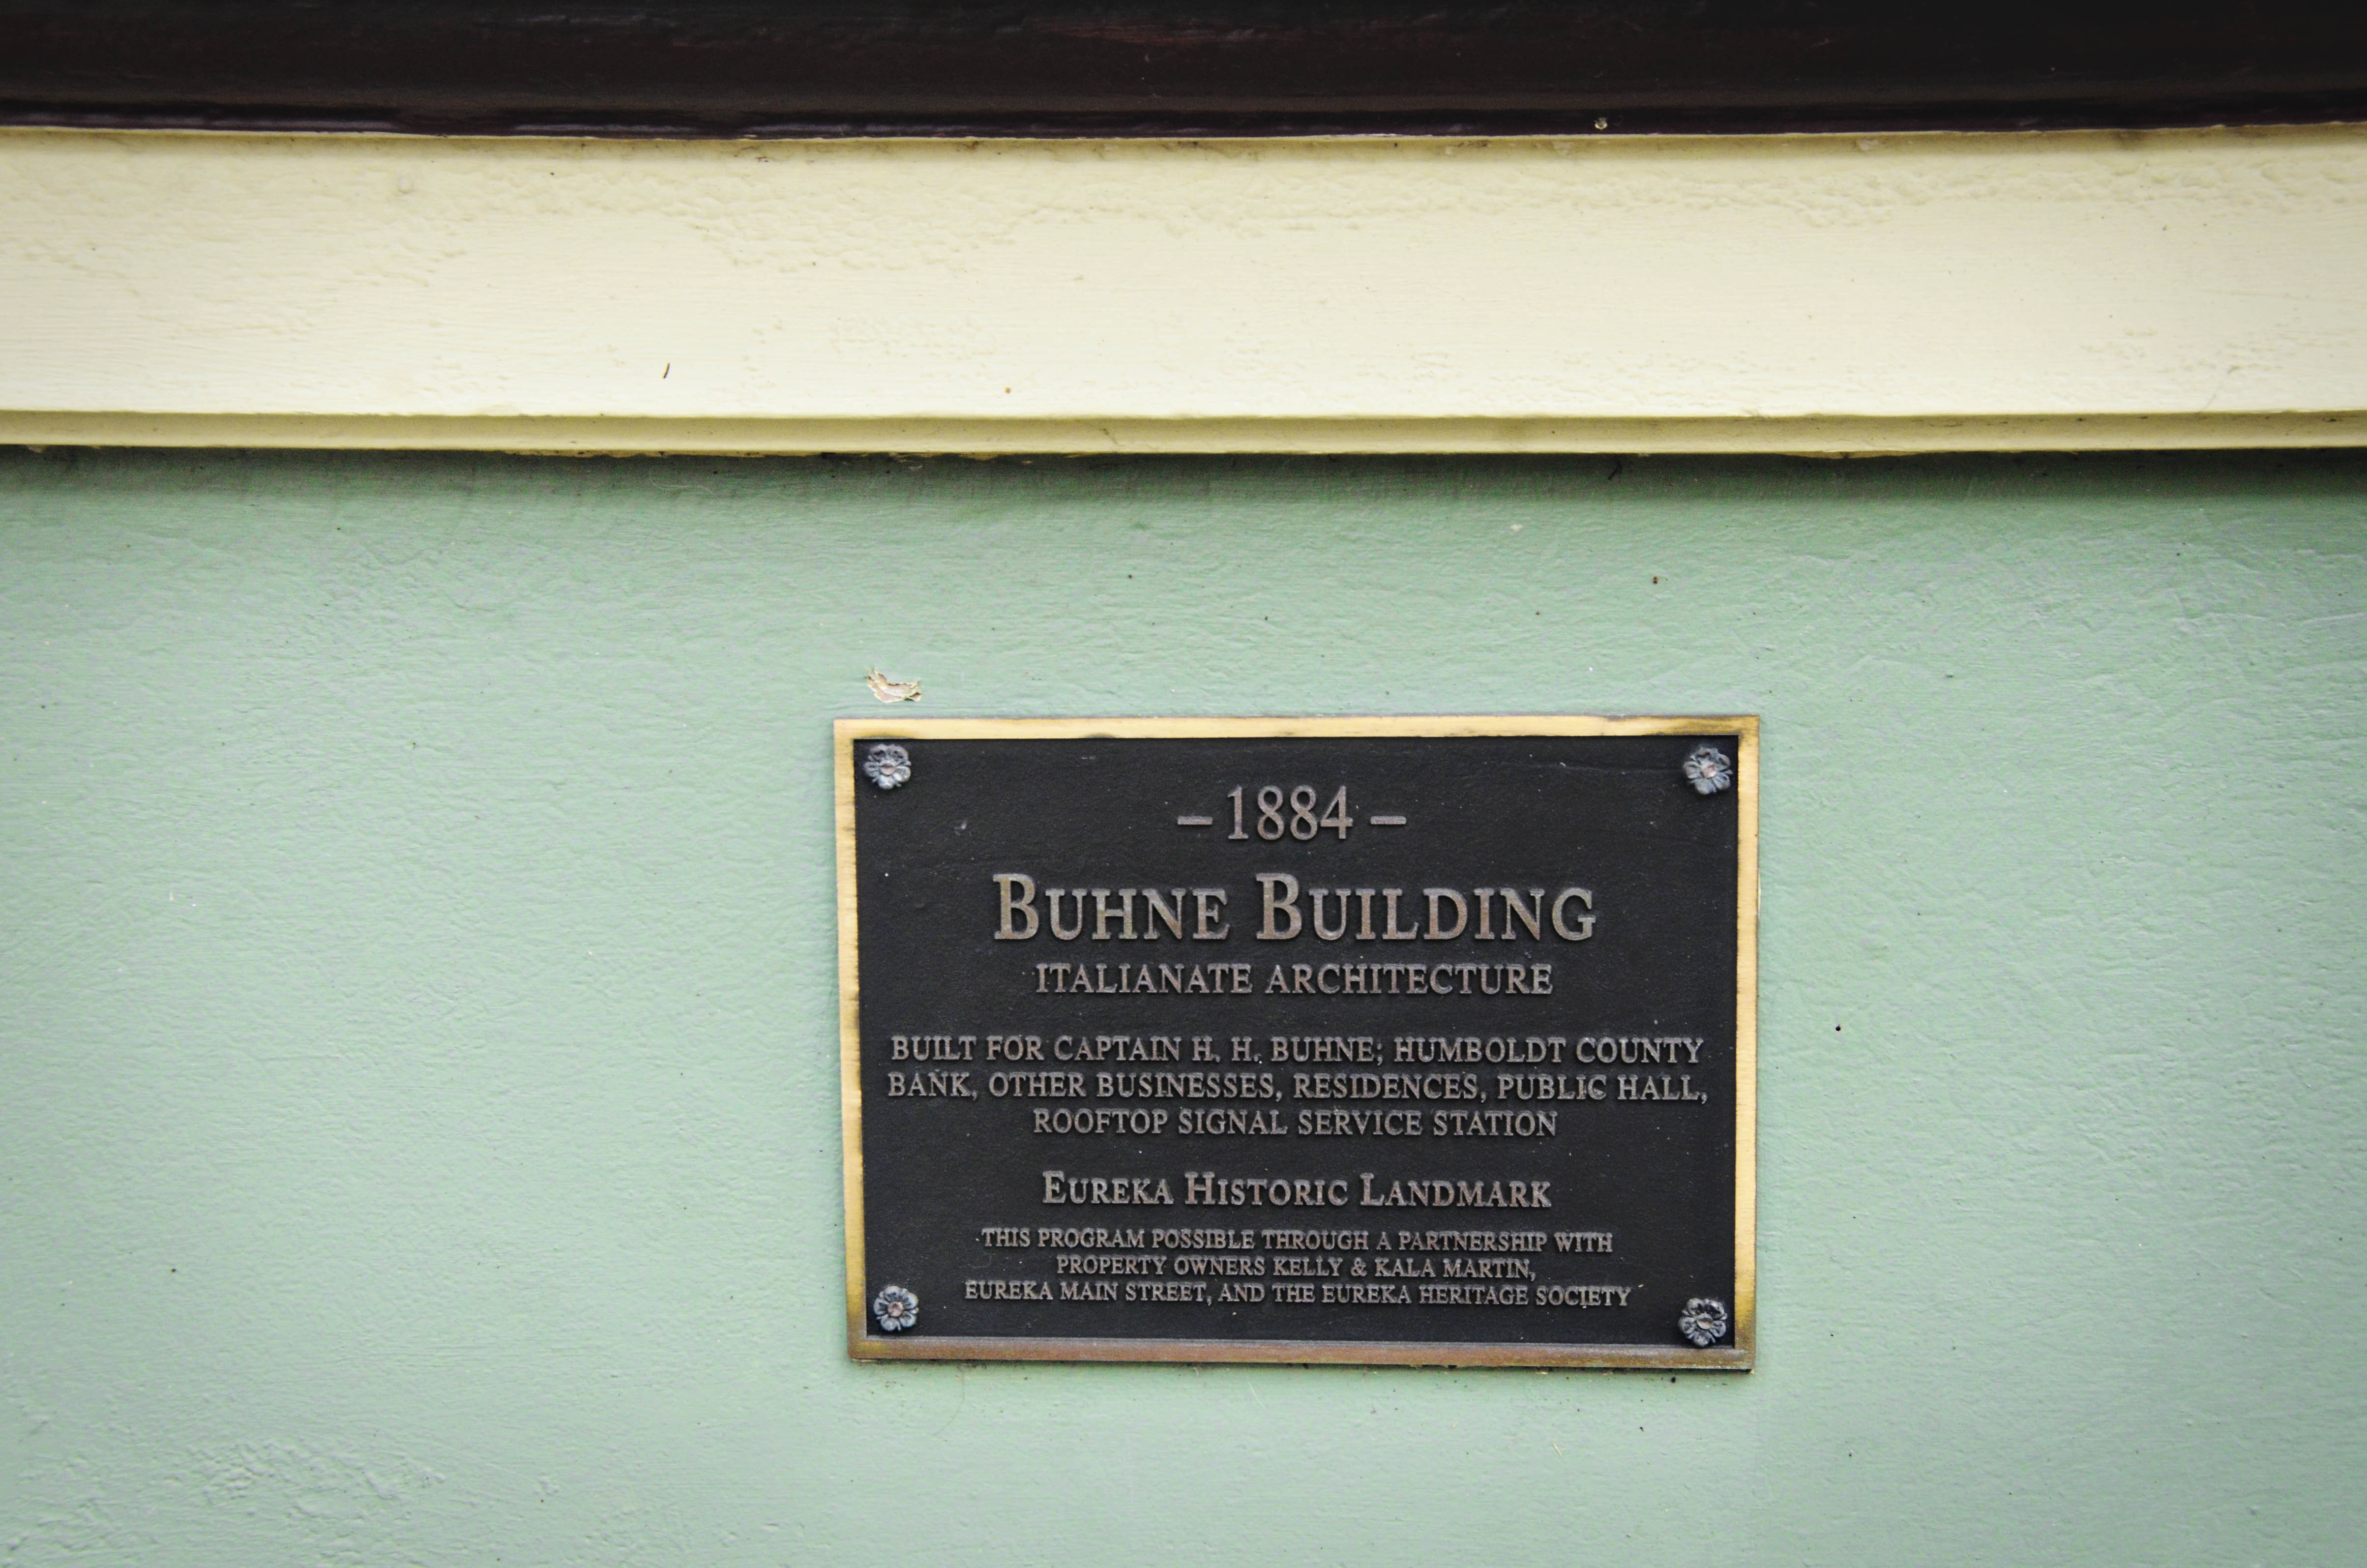 – 1884 –
BUHNE BUILDING
ITALIANATE ARCHITECTURE
BUILT FOR CAPTAIN H. H. BUHNE; HUMBOLDT COUNTY
BANK, OTHER BUSINESSES, RESIDENCES, PUBLIC HALL,
ROOFTOP SIGNAL SERVICE STATION
EUREKA HISTORIC LANDMARK
THIS PROGRAM POSSIBLE THROUGH A PARTNERSHIP WITH
PROPERTY OWNERS KELLY & KALA MARTIN,
EUREKA MAIN STREET, AND THE EUREKA HERITAGE SOCIETY